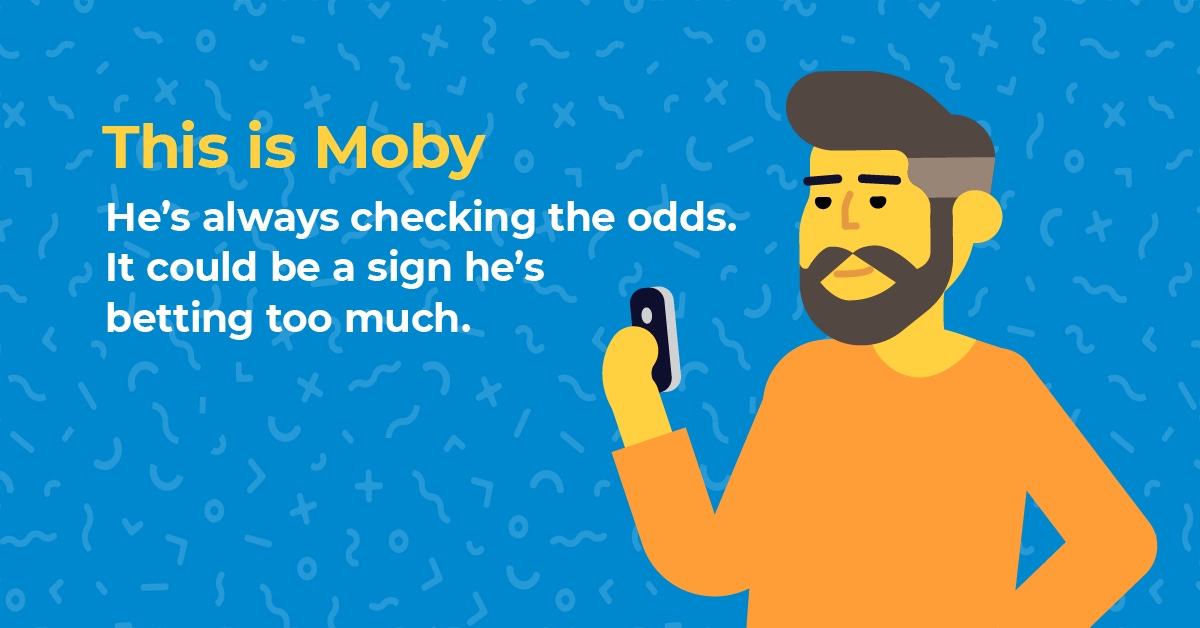 This is Moby
He’s always checking the odds.
It could be a sign he’s
betting too much.